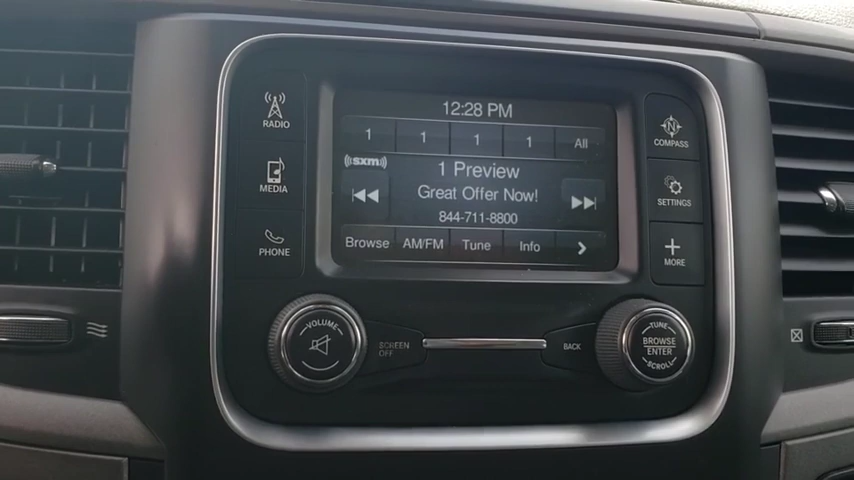 12:28 PM
1 1 1 1 All
((sxm))
1 Preview
Great Offer Now!
844-711-8800
Browse AM/FM Tune Info
RADIO
MEDIA
PHONE
N
COMPASS
SETTINGS
MORE
VOLUME
SCREEN
OFF
BACK
TUNE
BROWSE
ENTER
SCROLL